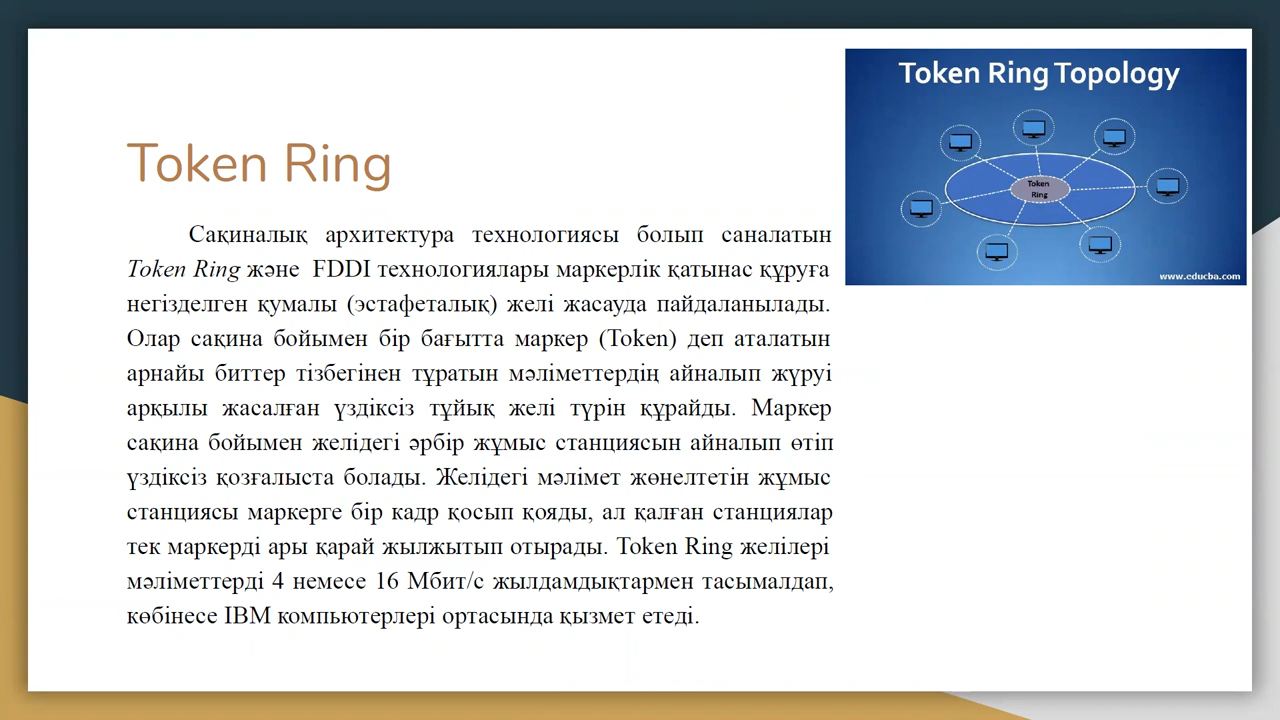 Token Ring Topology
Token
Ring
www.educba.com
Token Ring
Сақиналық архитектура технологиясы болып саналатын
Token Ring және FDDI технологиялары маркерлік қатынас құруға
негізделген қумалы (эстафеталық) желі жасауда пайдаланылады.
Олар сақина бойымен бір бағытта маркер (Token) деп аталатын
арнайы биттер тізбегінен тұратын мәліметтердің айналып жүруі
арқылы жасалған үздіксіз тұйық желі түрін құрайды. Маркер
сақина бойымен желідегі әрбір жұмыс станциясын айналып өтіп
үздіксіз қозғалыста болады. Желідегі мәлімет жөнелтетін жұмыс
станциясы маркерге бір кадр қосып қояды, ал қалған станциялар
тек маркерді ары қарай жылжытып отырады. Token Ring желілері
мәліметтерді 4 немесе 16 Мбит/с жылдамдықтармен тасымалдап,
көбінесе IBM компьютерлері ортасында қызмет етеді.